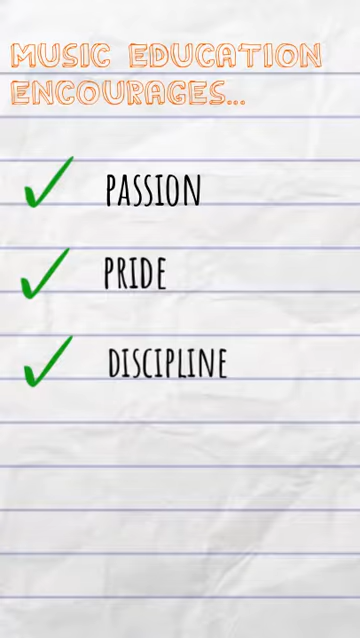 MUSIC EDUCATION
ENCOURAGES...
PASSION
PRIDE
DISCIPLINE